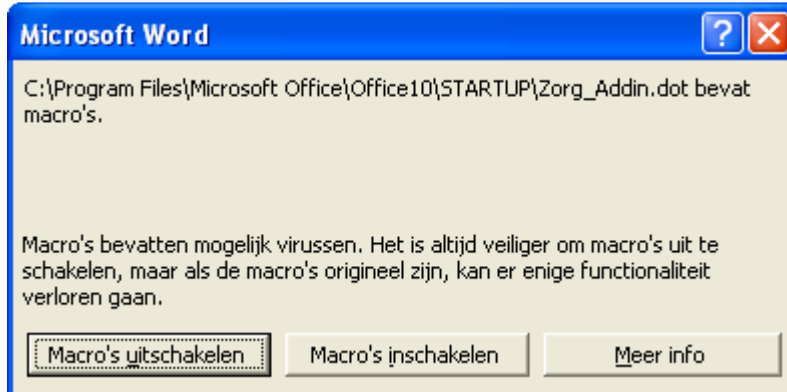 Microsoft Word
C:\Program Files\Microsoft Office\Office10\STARTUP\Zorg_Addin.dot bevat
macro's.
Macro's bevatten mogelijk virussen. Het is altijd veiliger om macro's uit te
schakelen, maar als de macro's origineel zijn, kan er enige functionaliteit
verloren gaan.
Macro's uitschakelen Macro's inschakelen Meer info